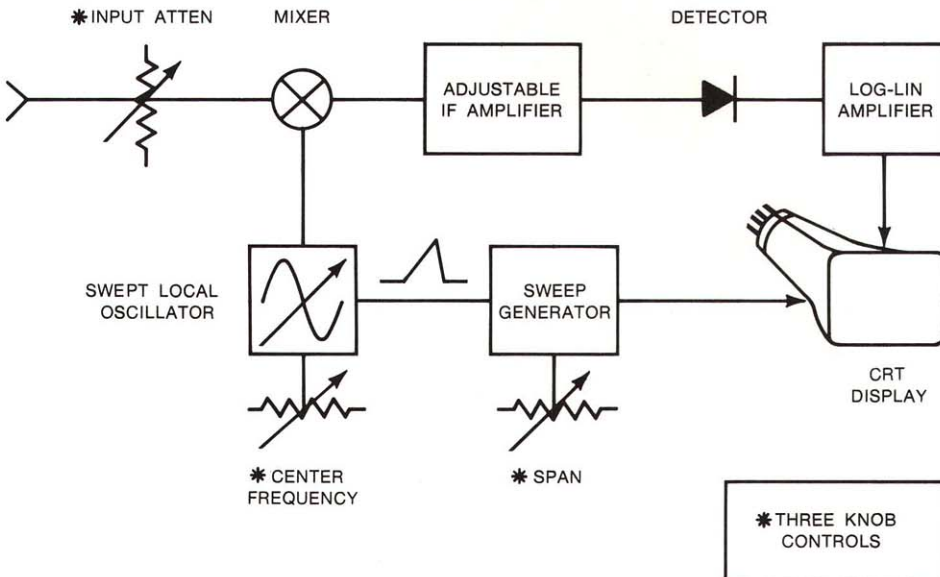 ✱ INPUT ATTEN
MIXER
DETECTOR
ADJUSTABLE
IF AMPLIFIER
LOG-LIN
AMPLIFIER
SWEPT LOCAL
OSCILLATOR
SWEEP
GENERATOR
CRT
DISPLAY
✱ CENTER
FREQUENCY
✱ SPAN
✱ THREE KNOB
CONTROLS